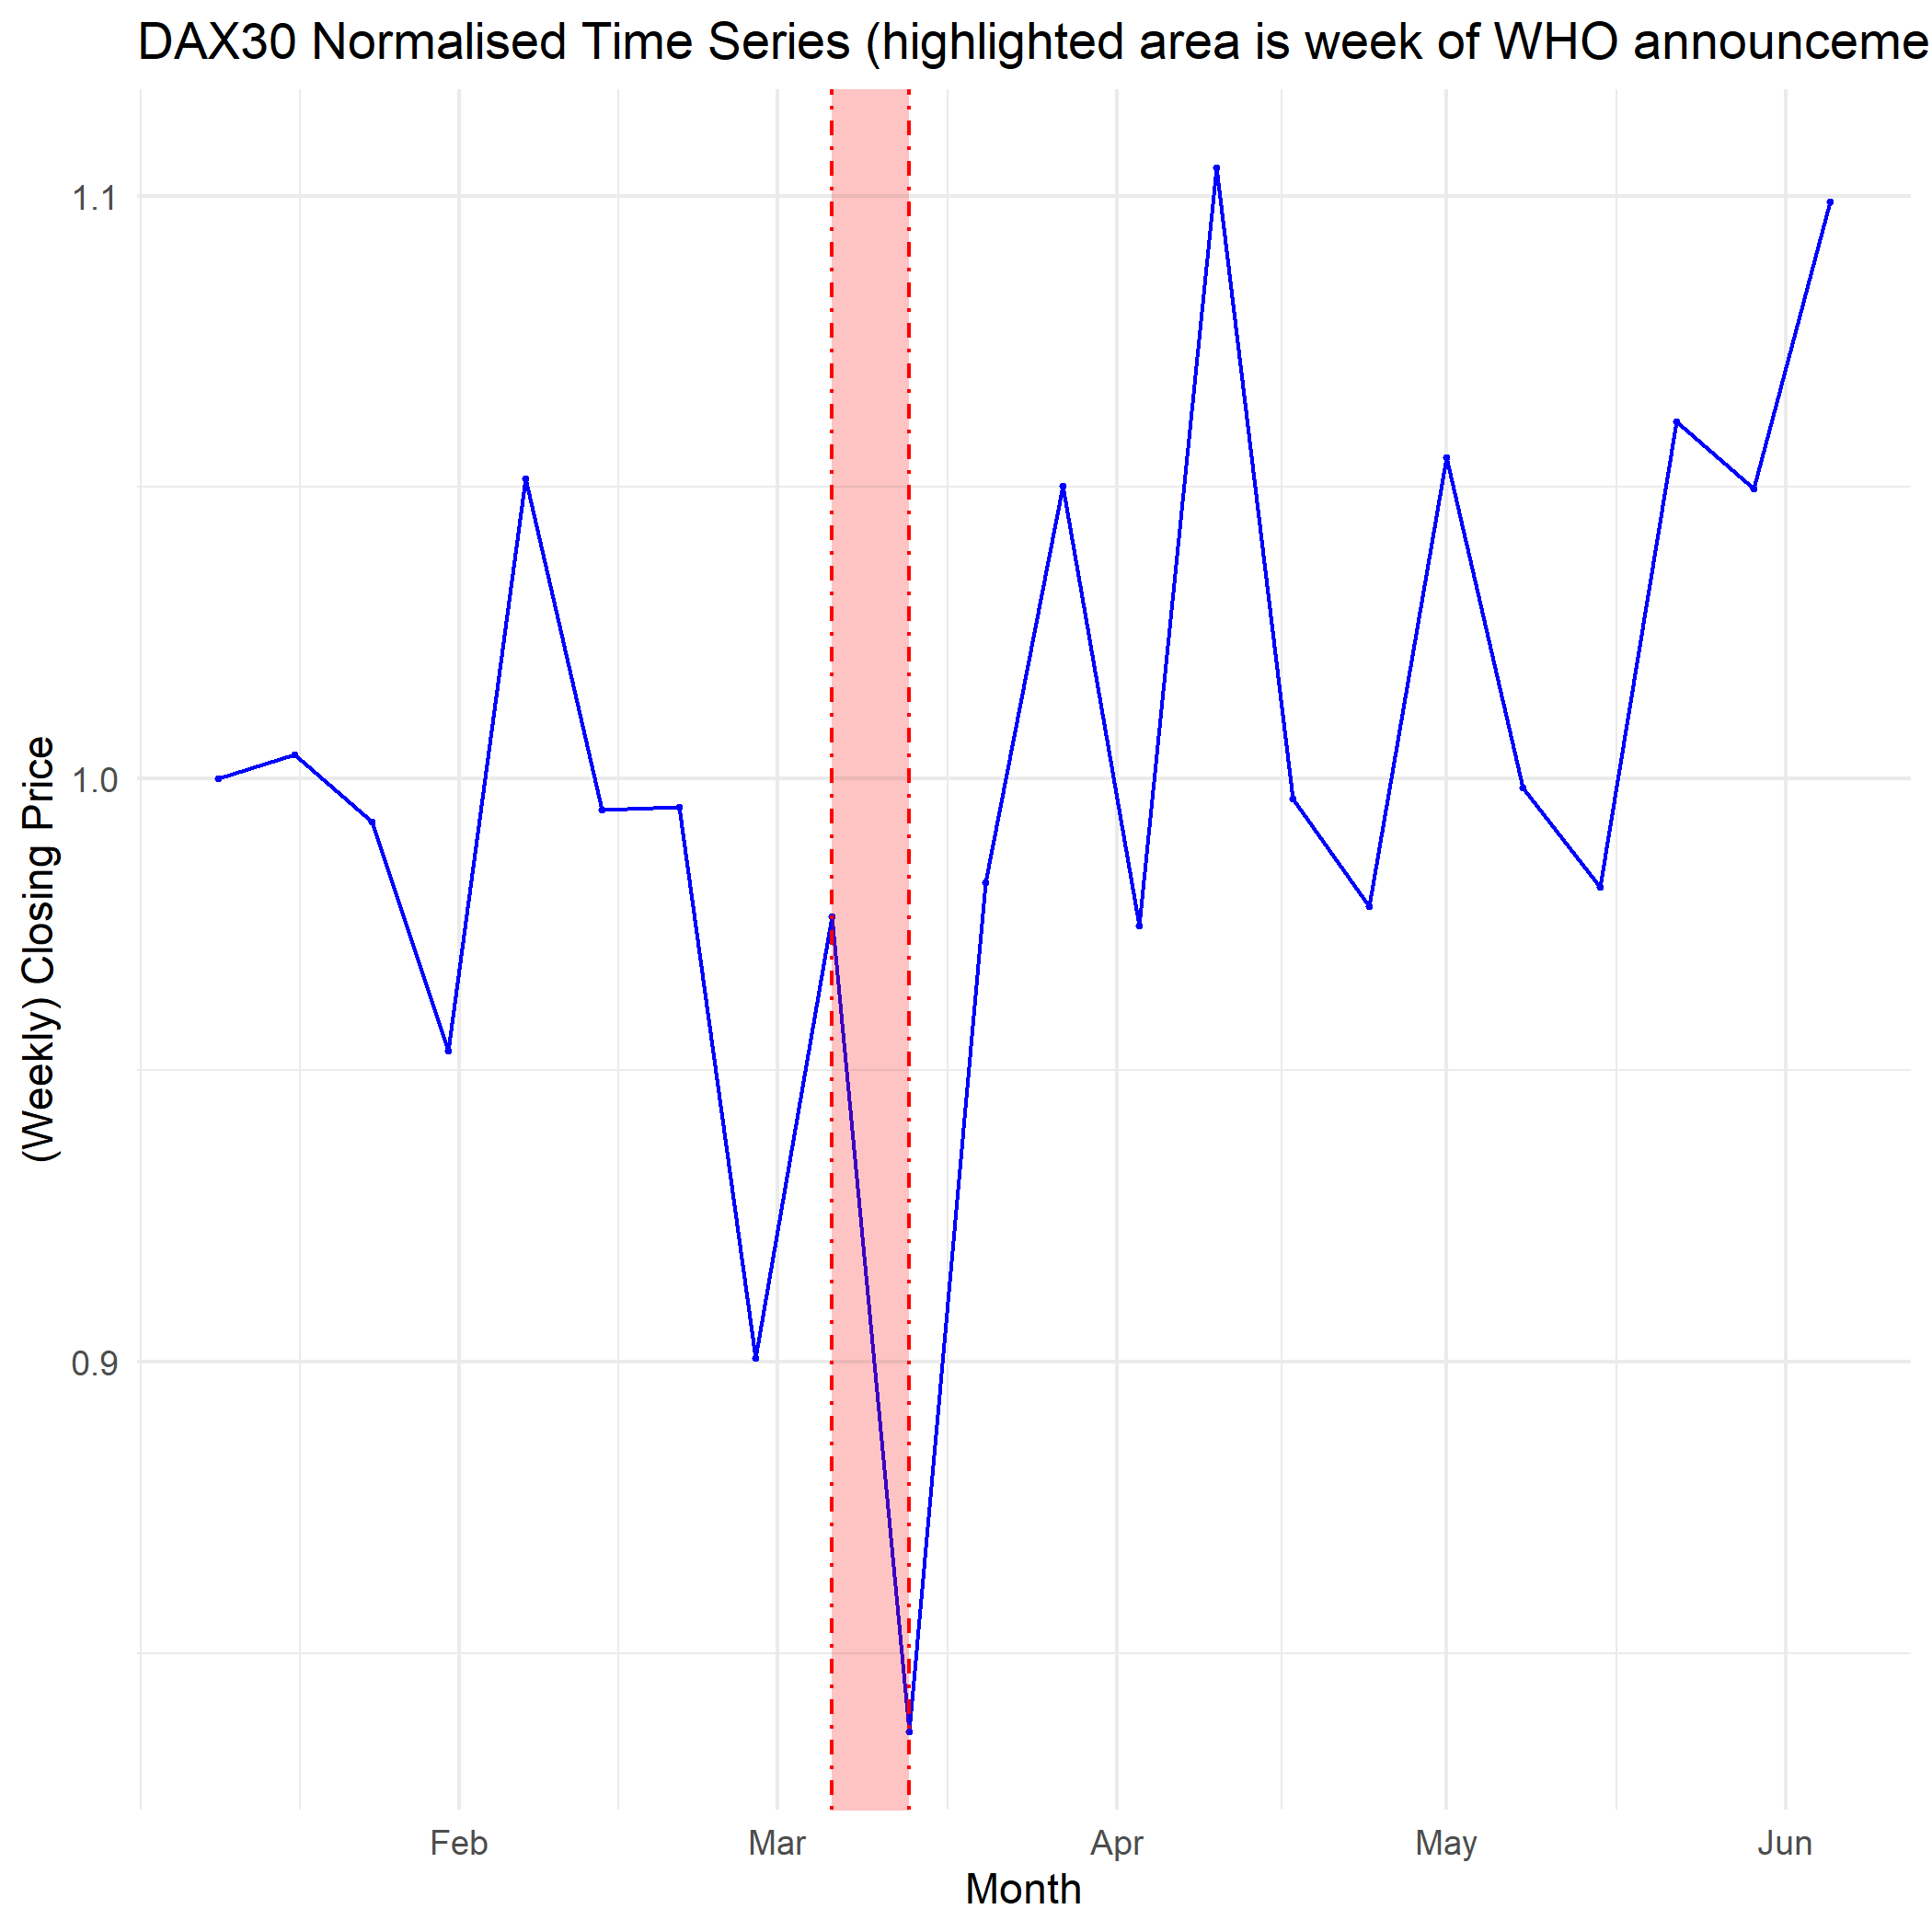 DAX30 Normalised Time Series (highlighted area is week of WHO announceme
1.1
1.0
0.9
(Weekly) Closing Price
Feb
Mar
Apr
May
Jun
Month